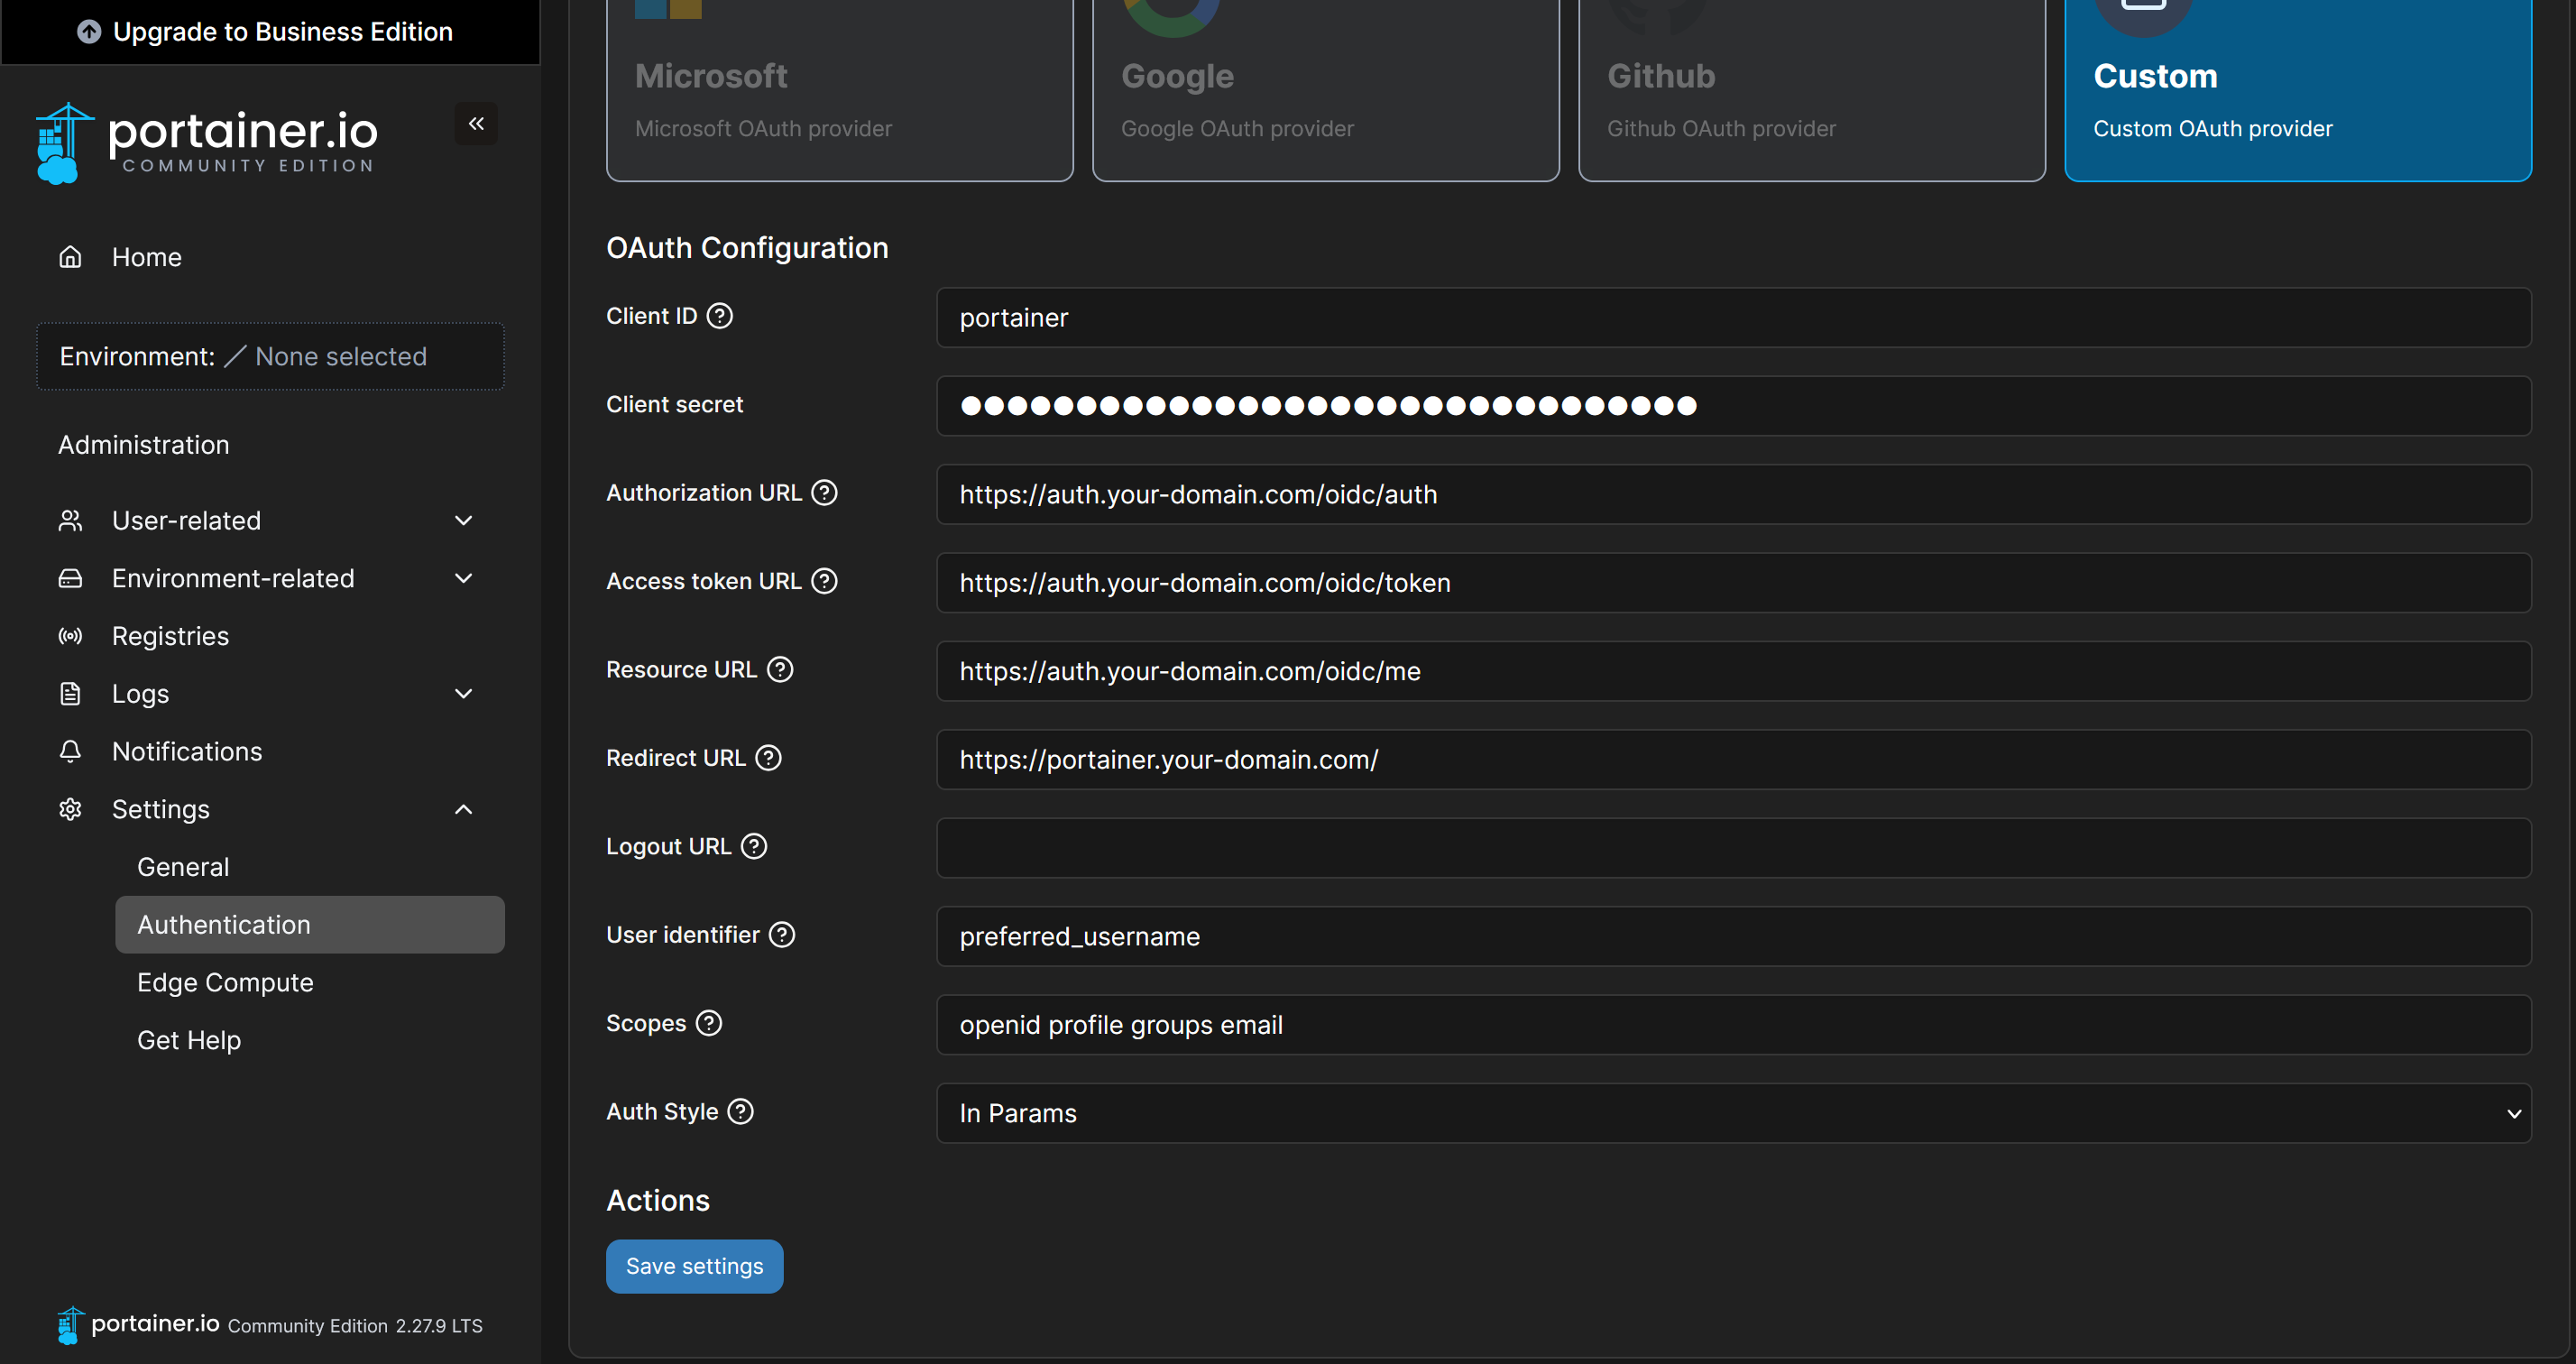 Upgrade to Business Edition
portainer.io
COMMUNITY EDITION
Home
Environment: None selected
Administration
User-related
Environment-related
Registries
Logs
Notifications
Settings
General
Authentication
Edge Compute
Get Help
portainer.io Community Edition 2.27.9 LTS
Microsoft
Microsoft OAuth provider
Google
Google OAuth provider
Github
Github OAuth provider
Custom
Custom OAuth provider
OAuth Configuration
Client ID
portainer
Client secret
Authorization URL
https://auth.your-domain.com/oidc/auth
Access token URL
https://auth.your-domain.com/oidc/token
Resource URL
https://auth.your-domain.com/oidc/me
Redirect URL
https://portainer.your-domain.com/
Logout URL
User identifier
preferred_username
Scopes
openid profile groups email
Auth Style
In Params
Actions
Save settings